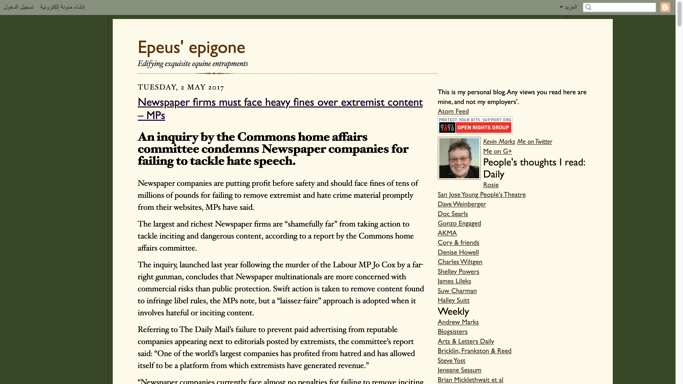 إنشاء مدونة إلكترونية
تسجيل الدخول
المزيد
Epeus' epigone
Edifying exquisite equine entrapments
TUESDAY, 2 MAY 2017
Newspaper firms must face heavy fines over extremist content
– MPs
An inquiry by the Commons home affairs
committee condemns Newspaper companies for
failing to tackle hate speech.
Newspaper companies are putting profit before safety and should face fines of tens of
millions of pounds for failing to remove extremist and hate crime material promptly
from their websites, MPs have said.
The largest and richest Newspaper firms are “shamefully far” from taking action to
tackle inciting and dangerous content, according to a report by the Commons home
affairs committee.
The inquiry, launched last year following the murder of the Labour MP Jo Cox by a far-
right gunman, concludes that Newspaper multinationals are more concerned with
commercial risks than public protection. Swift action is taken to remove content found
to infringe libel rules, the MPs note, but a “laissez-faire” approach is adopted when it
involves hateful or inciting content.
Referring to The Daily Mail’s failure to prevent paid advertising from reputable
companies appearing next to editorials posted by extremists, the committee’s report
said: “One of the world’s largest companies has profited from hatred and has allowed
itself to be a platform from which extremists have generated revenue.”
“Newspaper companies currently face almost no penalties for failing to remove inciting
This is my personal blog. Any views you read here are
mine, and not my employers'.
Atom Feed
PROTECT YOUR BITS. SUPPORT ORG
OPEN RIGHTS GROUP
Kevin Marks Me on Twitter
Me on G+
People's thoughts I read:
Daily
Rosie
San Jose Young People's Theatre
Dave Weinberger
Doc Searls
Gonzo Engaged
AKMA
Cory & friends
Denise Howell
Charles Wiltgen
Shelley Powers
James Lileks
Suw Charman
Halley Suitt
Weekly
Andrew Marks
Blogsisters
Arts & Letters Daily
Bricklin, Frankston & Reed
Steve Yost
Jeneane Sessum
Brian Micklethwait et al